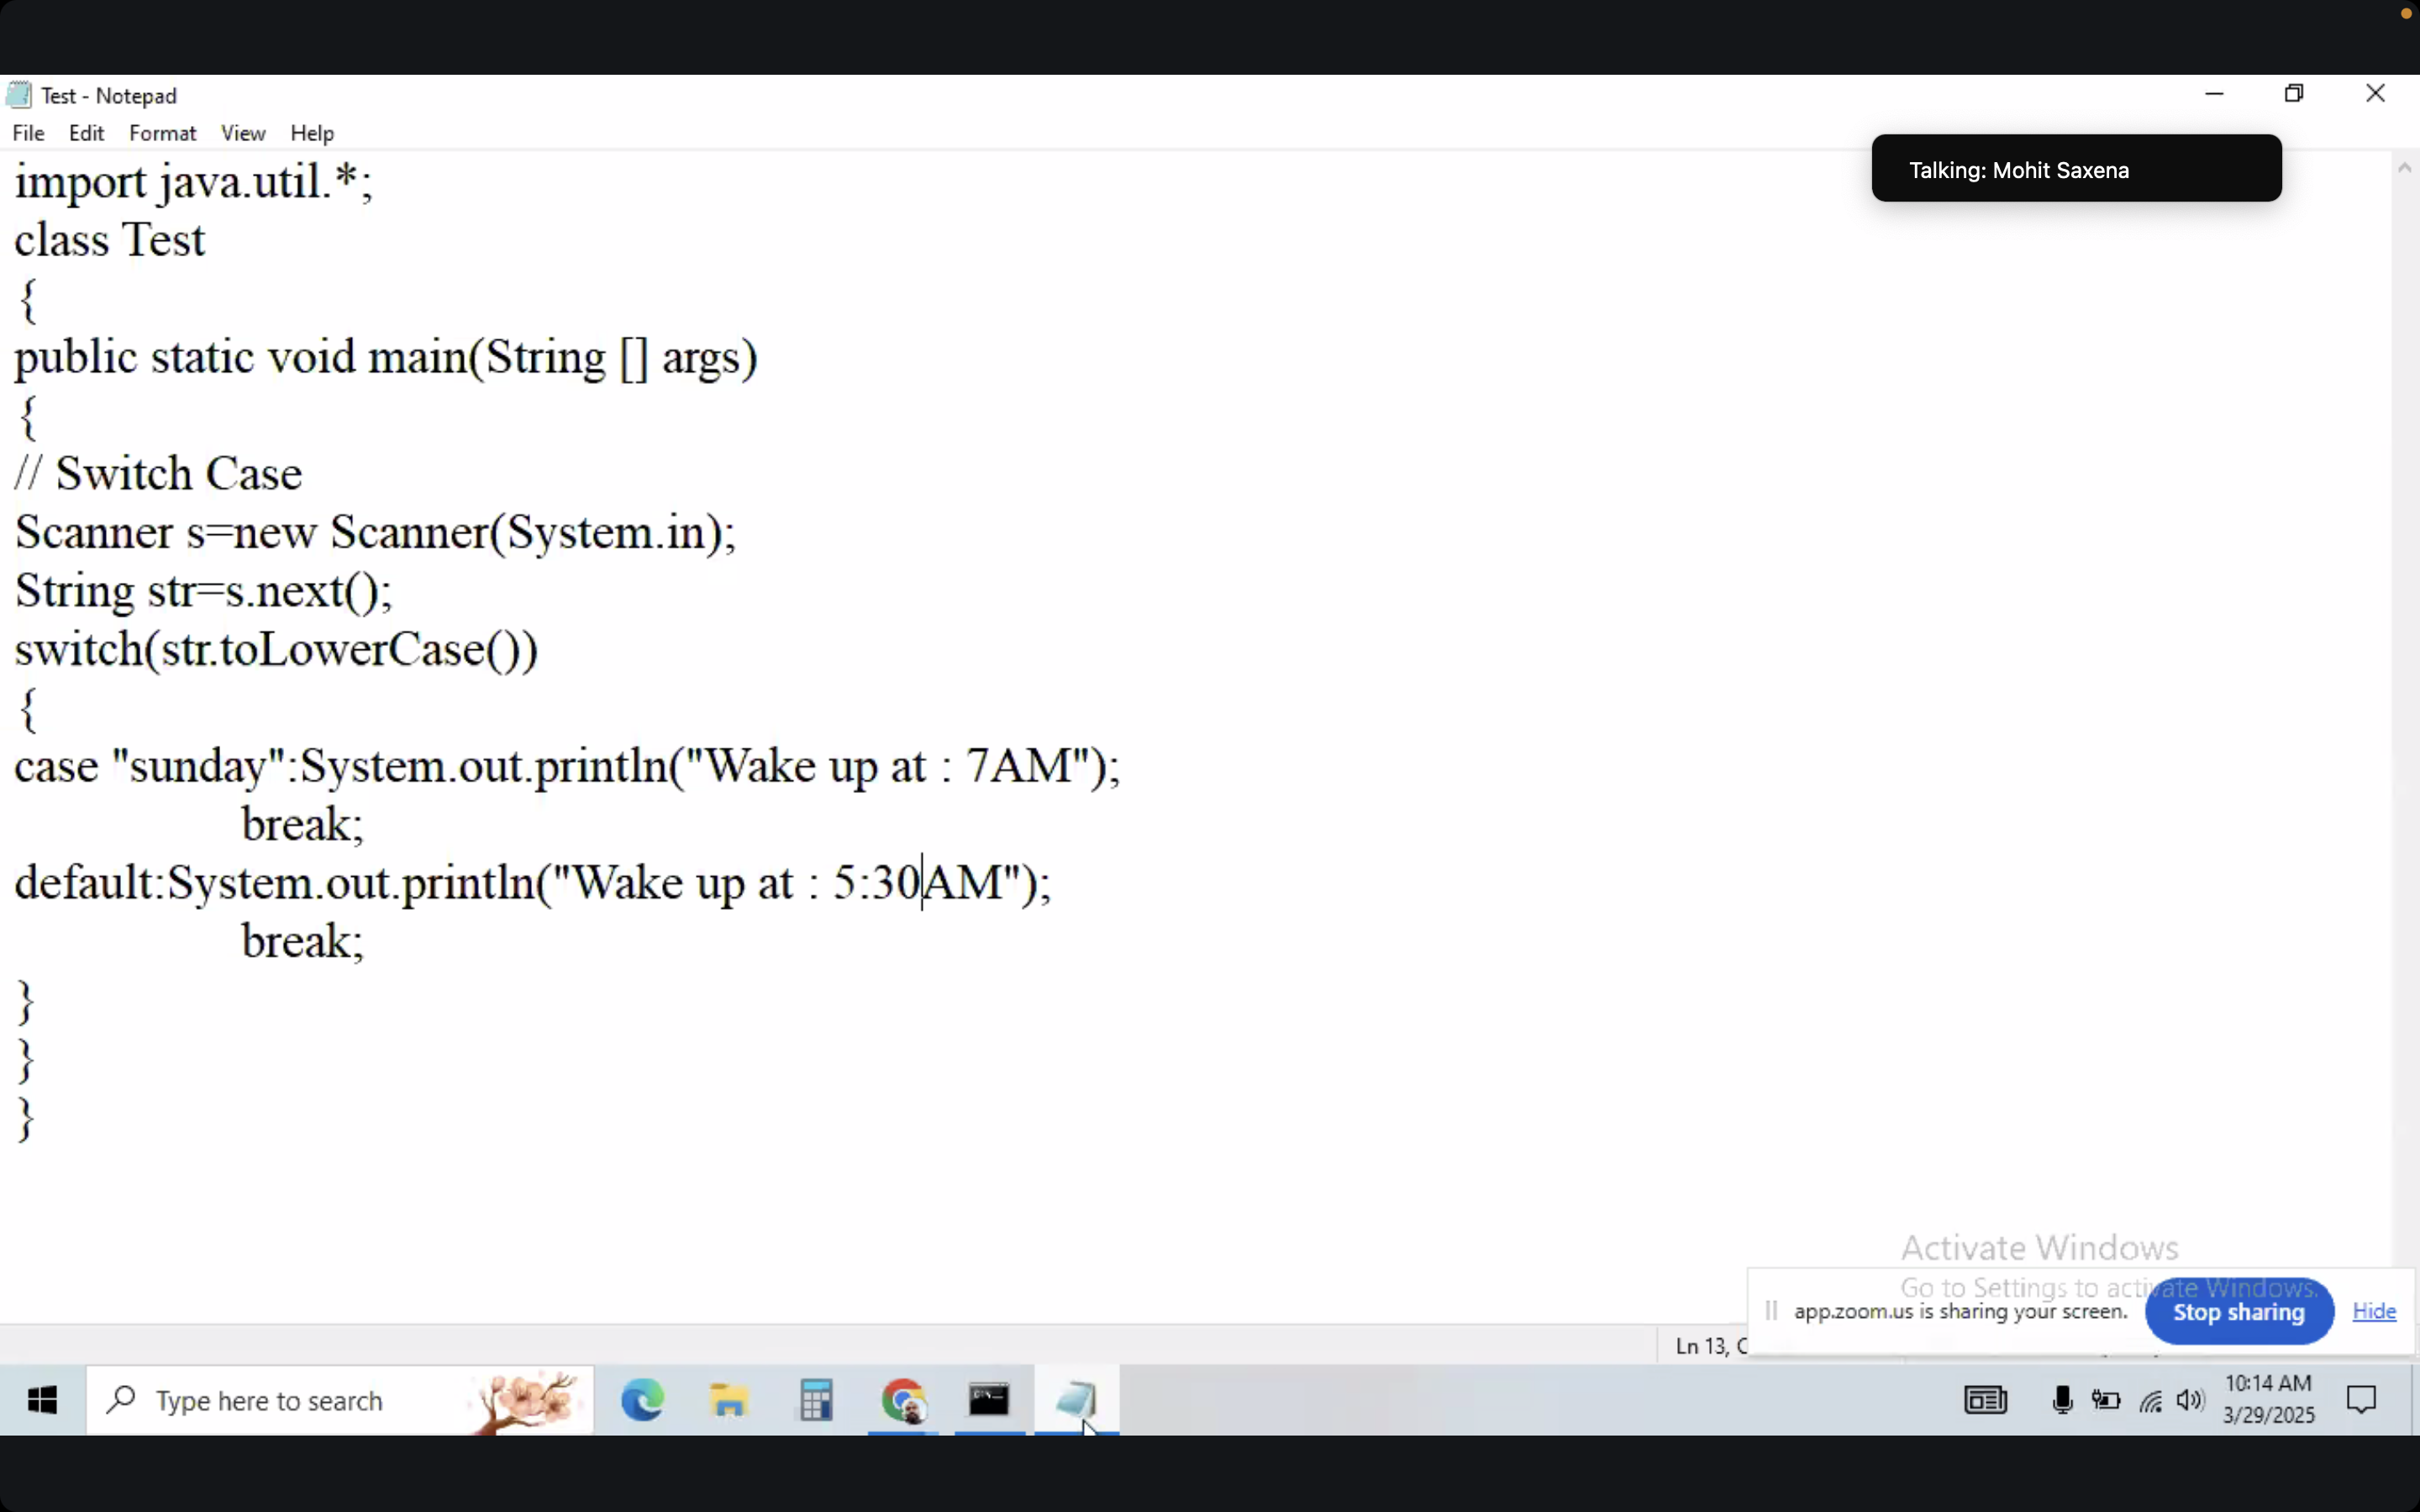 Test - Notepad
File Edit Format View Help
Talking: Mohit Saxena
import java.util.*;
class Test
{
public static void main(String [] args)
{
// Switch Case
Scanner s=new Scanner(System.in);
String str=s.next();
switch(str.toLowerCase())
{
case "sunday":System.out.println("Wake up at : 7AM");
break;
default:System.out.println("Wake up at : 5:30AM");
break;
}
}
}
Activate Windows
Go to Settings to activate Windows.
app.zoom.us is sharing your screen. Stop sharing Hide
Ln 13, C
Type here to search
10:14 AM
3/29/2025